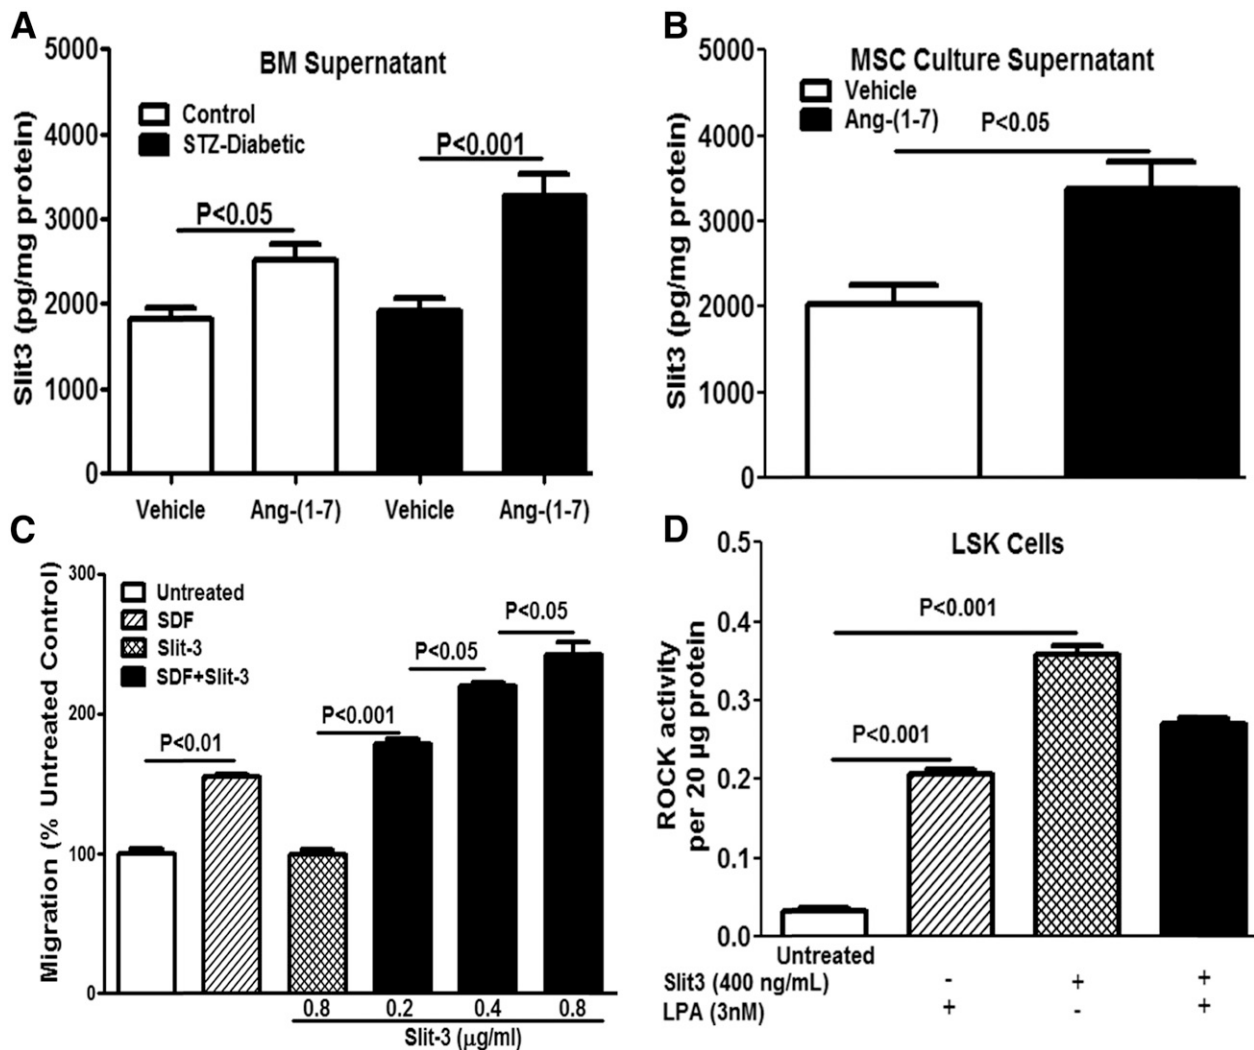 A
BM Supernatant
Control
STZ-Diabetic
P<0.05
P<0.001
Slit3 (pg/mg protein)
5000
4000
3000
2000
1000
0
Vehicle Ang-(1-7) Vehicle Ang-(1-7)
B
MSC Culture Supernatant
Vehicle
Ang-(1-7)
P<0.05
Slit3 (pg/mg protein)
5000
4000
3000
2000
1000
0
C
Untreated
SDF
Slit-3
SDF+Slit-3
P<0.01
P<0.001
P<0.05
P<0.05
Migration (% Untreated Control)
300
200
100
0
0.8 0.2 0.4 0.8
Slit-3 (μg/ml)
D
LSK Cells
P<0.001
P<0.001
ROCK activity
per 20 μg protein
0.5
0.4
0.3
0.2
0.1
0.0
Untreated
Slit3 (400 ng/mL) - + +
LPA (3nM) + - +